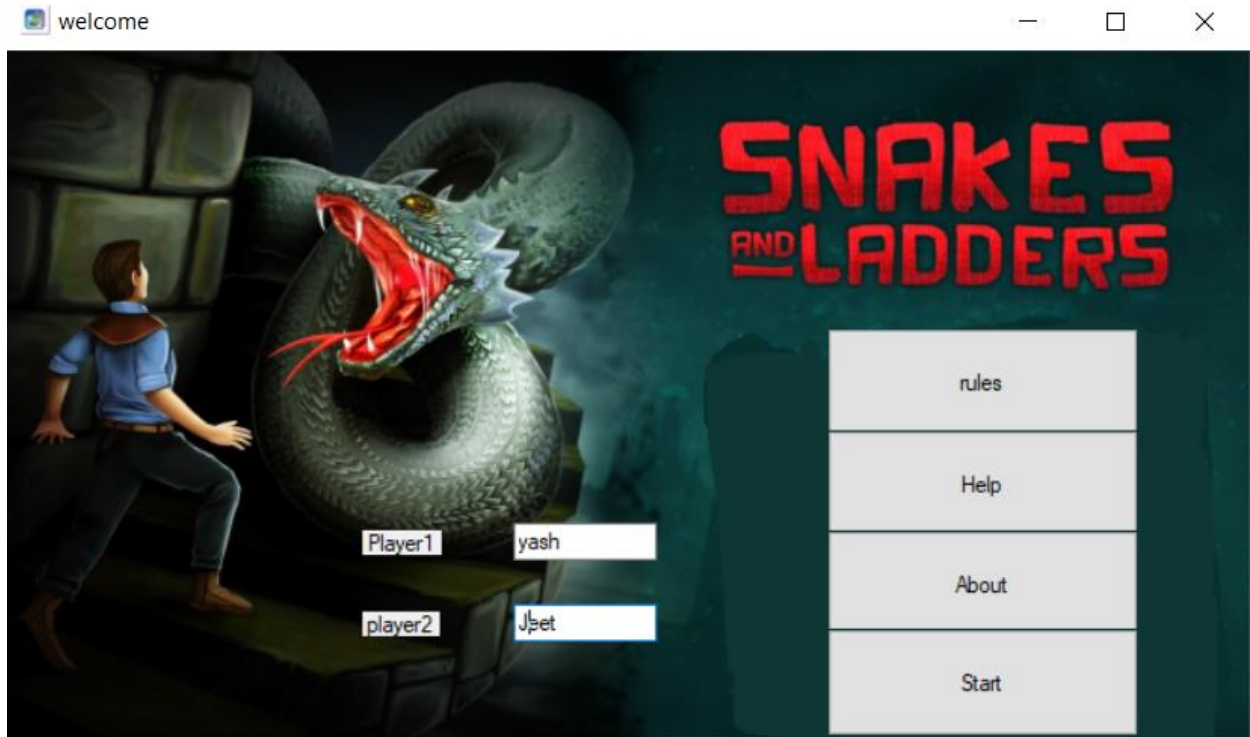 welcome
SNAKES
AND LADDERS
rules
Help
About
Start
Player1 yash
player2 Jeet